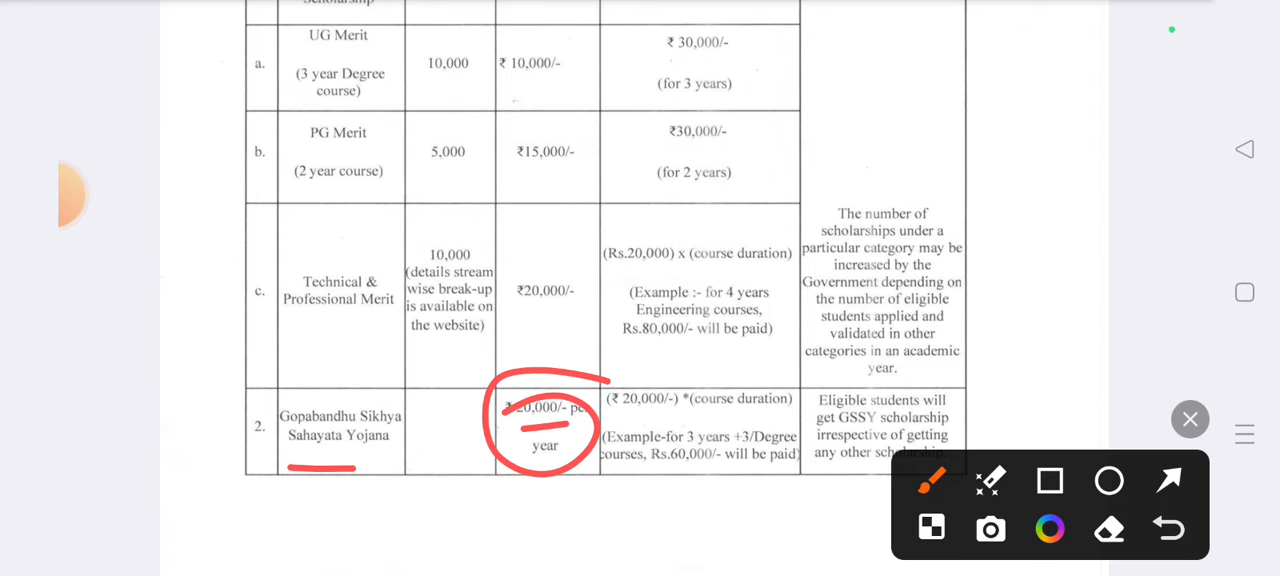 Scholarship
a.
UG Merit
(3 year Degree
course)
10,000
₹ 10,000/-
₹ 30,000/-
(for 3 years)
b.
PG Merit
(2 year course)
5,000
₹15,000/-
₹30,000/-
(for 2 years)
c.
Technical &
Professional Merit
10,000
(details stream
wise break-up
is available on
the website)
₹20,000/-
(Rs.20,000) x (course duration)
(Example :- for 4 years
Engineering courses,
Rs.80,000/- will be paid)
The number of
scholarships under a
particular category may be
increased by the
Government depending on
the number of eligible
students applied and
validated in other
categories in an academic
year.
2.
Gopabandhu Sikhya
Sahayata Yojana
₹ 20,000/- per
year
(₹ 20,000/-) *(course duration)
(Example-for 3 years +3/Degree
courses, Rs.60,000/- will be paid)
Eligible students will
get GSSY scholarship
irrespective of getting
any other scholarship.